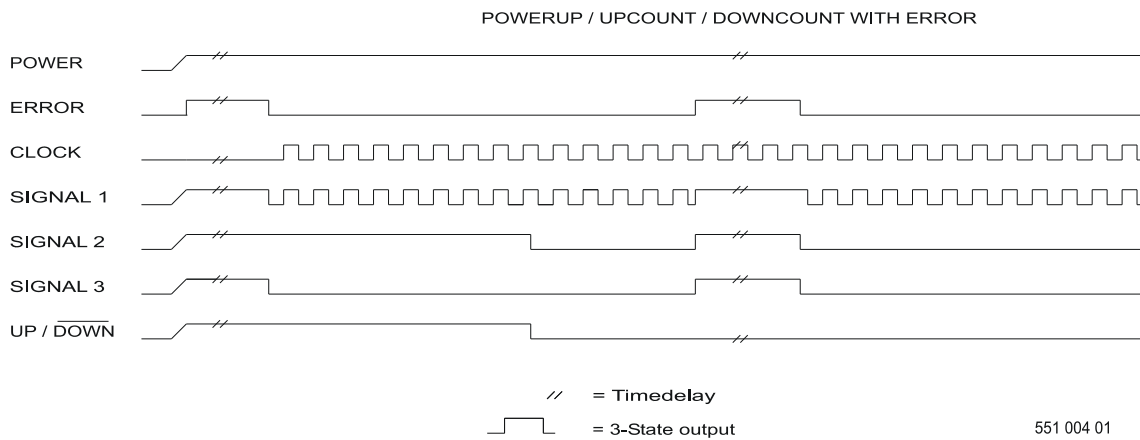 POWERUP / UPCOUNT / DOWNCOUNT WITH ERROR
POWER
ERROR
CLOCK
SIGNAL 1
SIGNAL 2
SIGNAL 3
UP / DOWN
// = Timedelay
= 3-State output
551 004 01